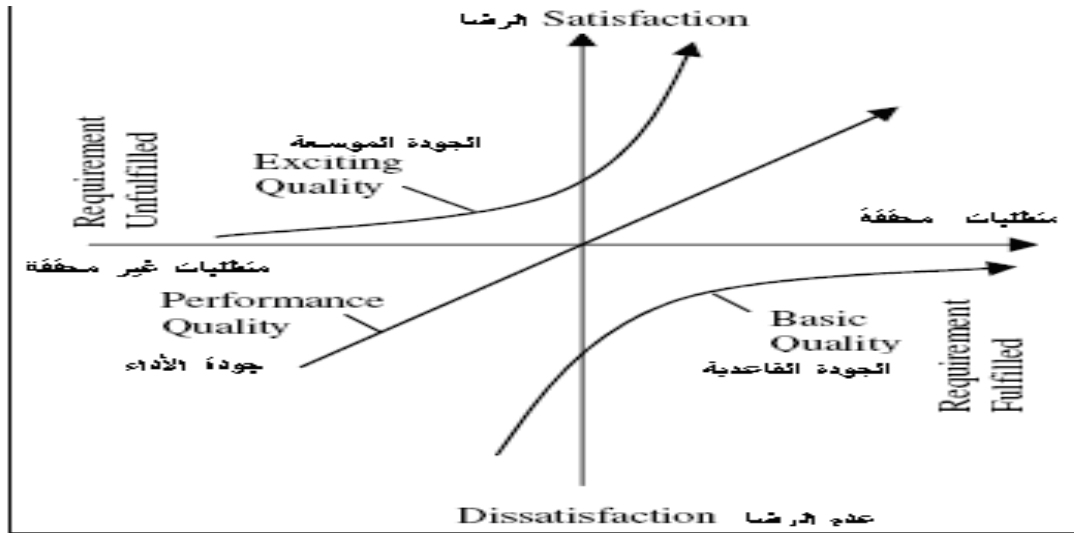 الرضا Satisfaction
Requirement
Unfulfilled
الجودة الموسعة
Exciting
Quality
متطلبات محققة
متطلبات غير محققة
Performance
Quality
جودة الأداء
Basic
Quality
الجودة القاعدية
Requirement
Fulfilled
Dissatisfaction عدم الرضا